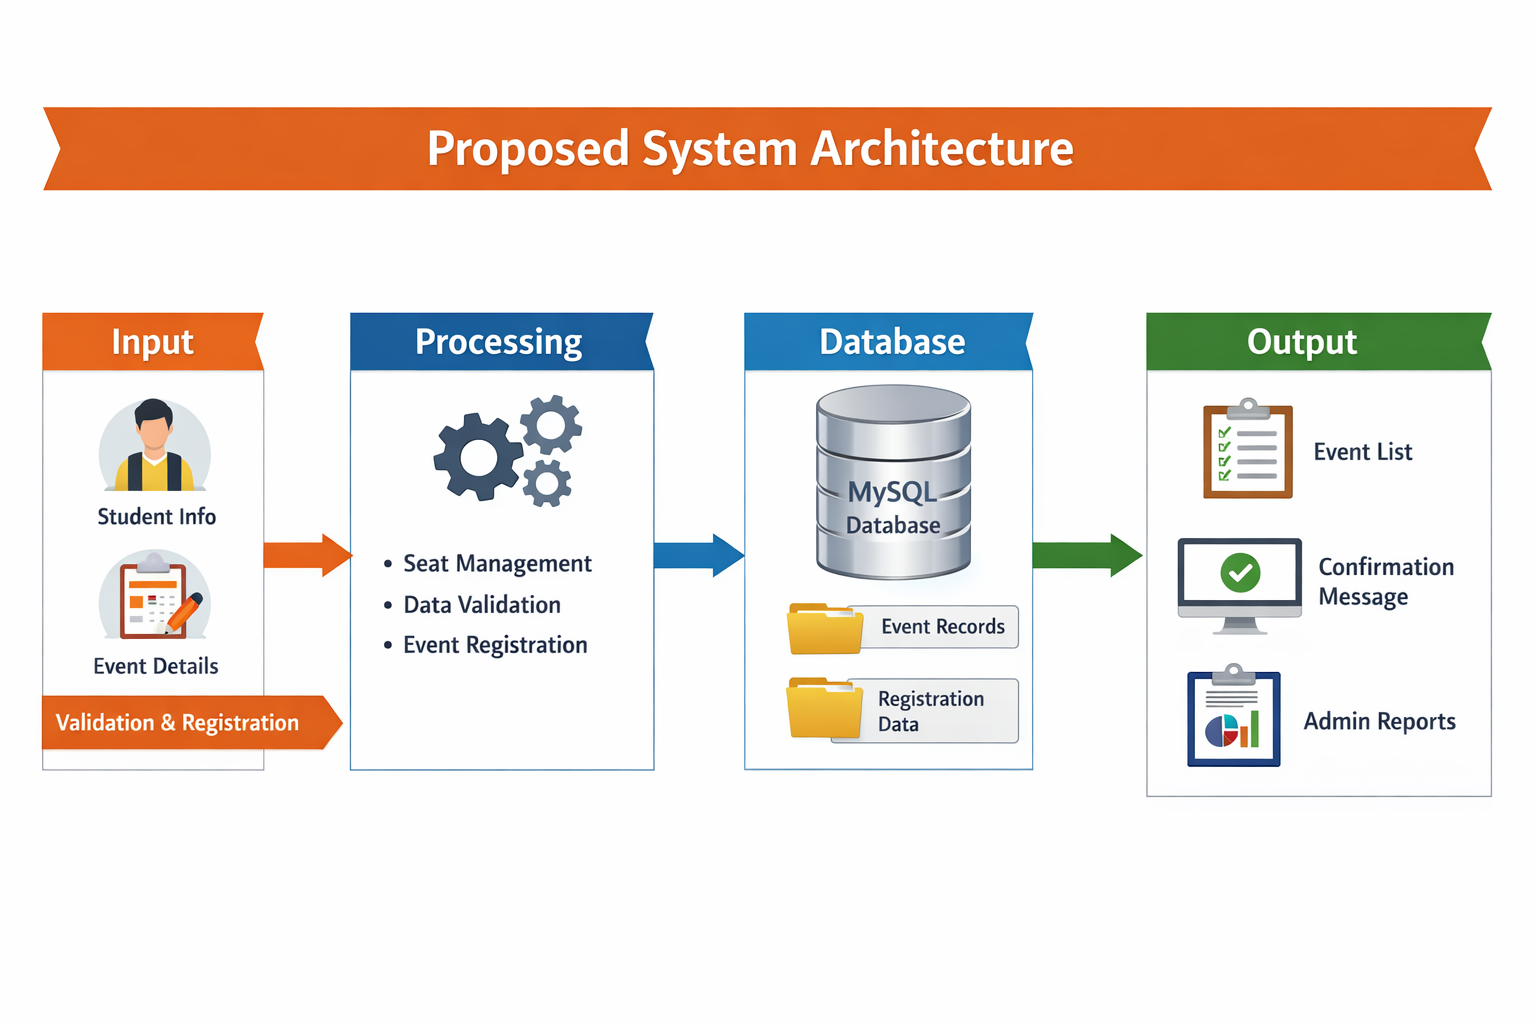 Proposed System Architecture
Input
Student Info
Event Details
Validation & Registration
Processing
• Seat Management
• Data Validation
• Event Registration
Database
MySQL
Database
Event Records
Registration
Data
Output
Event List
Confirmation
Message
Admin Reports